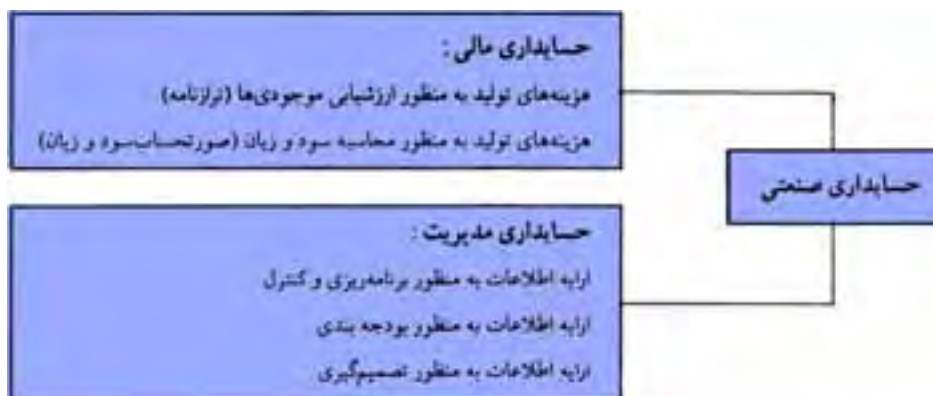 حسابداری مالی :
هزینه‌های تولید به منظور ارزشیابی موجودی‌ها (ترازنامه)
هزینه‌های تولید به منظور محاسبه سود و زیان (صورتحساب‌سود و زیان)
حسابداری صنعتی
حسابداری مدیریت :
ارایه اطلاعات به منظور برنامه‌ریزی و کنترل
ارایه اطلاعات به منظور بودجه بندی
ارایه اطلاعات به منظور تصمیم‌گیری